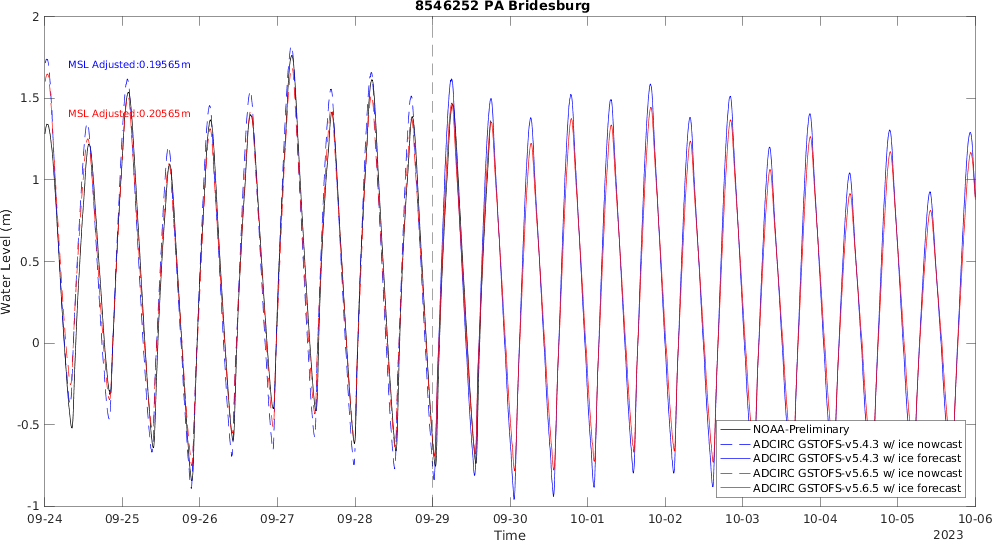 8546252 PA Bridesburg
MSL Adjusted:0.19565m
MSL Adjusted:0.20565m
Water Level (m)
2
1.5
1
0.5
0
-0.5
-1
NOAA-Preliminary
ADCIRC GSTOFS-v5.4.3 w/ ice nowcast
ADCIRC GSTOFS-v5.4.3 w/ ice forecast
ADCIRC GSTOFS-v5.6.5 w/ ice nowcast
ADCIRC GSTOFS-v5.6.5 w/ ice forecast
09-24 09-25 09-26 09-27 09-28 09-29 09-30 10-01 10-02 10-03 10-04 10-05 10-06
Time
2023